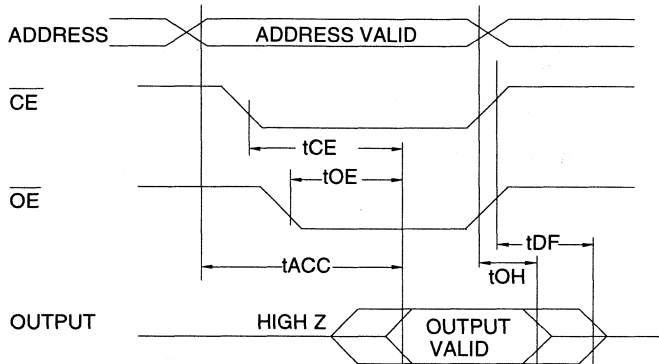 ADDRESS
ADDRESS VALID
CE
tCE
tOE
OE
tDF
tACC
tOH
OUTPUT
HIGH Z
OUTPUT
VALID